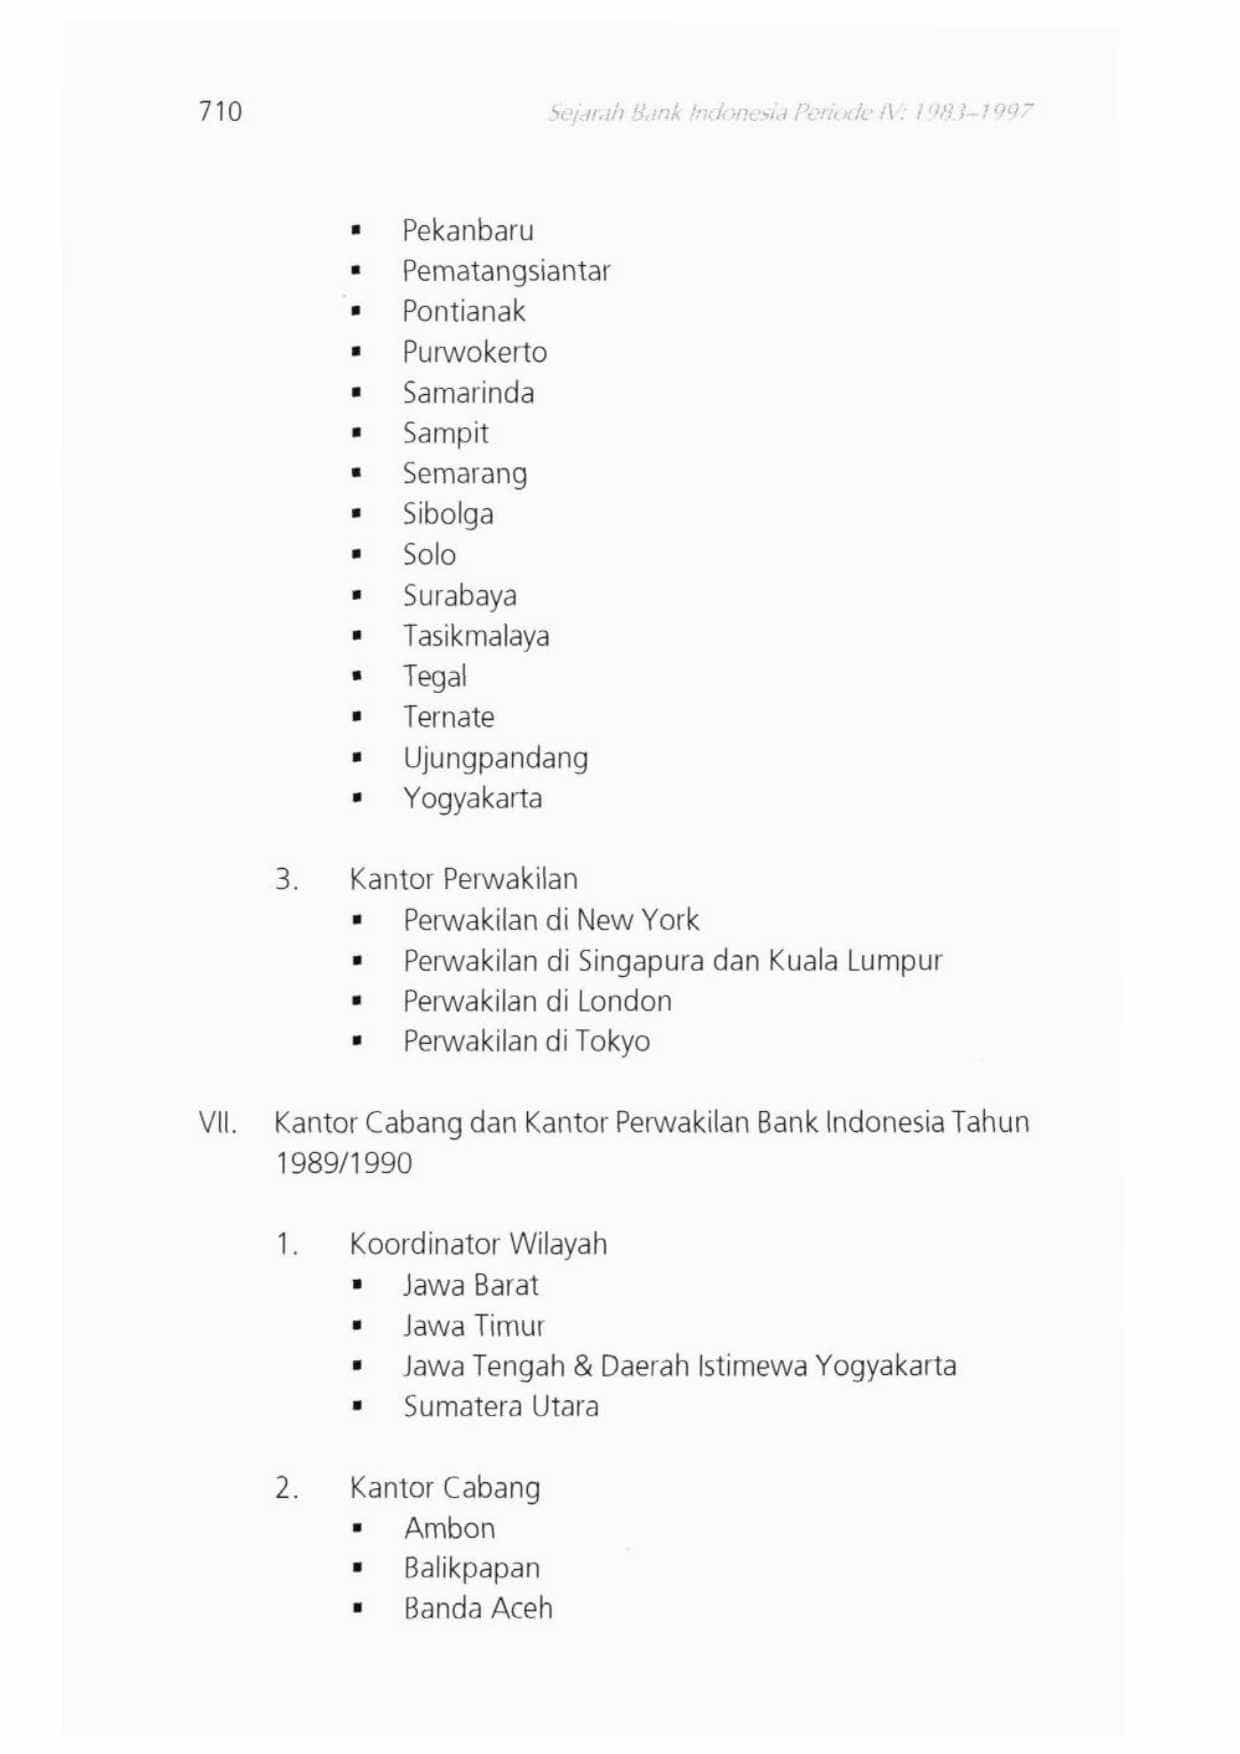 710 Sejarah Bank Indonesia Periode IV: 1983–1997
▪ Pekanbaru
▪ Pematangsiantar
▪ Pontianak
▪ Purwokerto
▪ Samarinda
▪ Sampit
▪ Semarang
▪ Sibolga
▪ Solo
▪ Surabaya
▪ Tasikmalaya
▪ Tegal
▪ Ternate
▪ Ujungpandang
▪ Yogyakarta
3. Kantor Perwakilan
▪ Perwakilan di New York
▪ Perwakilan di Singapura dan Kuala Lumpur
▪ Perwakilan di London
▪ Perwakilan di Tokyo
VII. Kantor Cabang dan Kantor Perwakilan Bank Indonesia Tahun
1989/1990
1. Koordinator Wilayah
▪ Jawa Barat
▪ Jawa Timur
▪ Jawa Tengah & Daerah Istimewa Yogyakarta
▪ Sumatera Utara
2. Kantor Cabang
▪ Ambon
▪ Balikpapan
▪ Banda Aceh